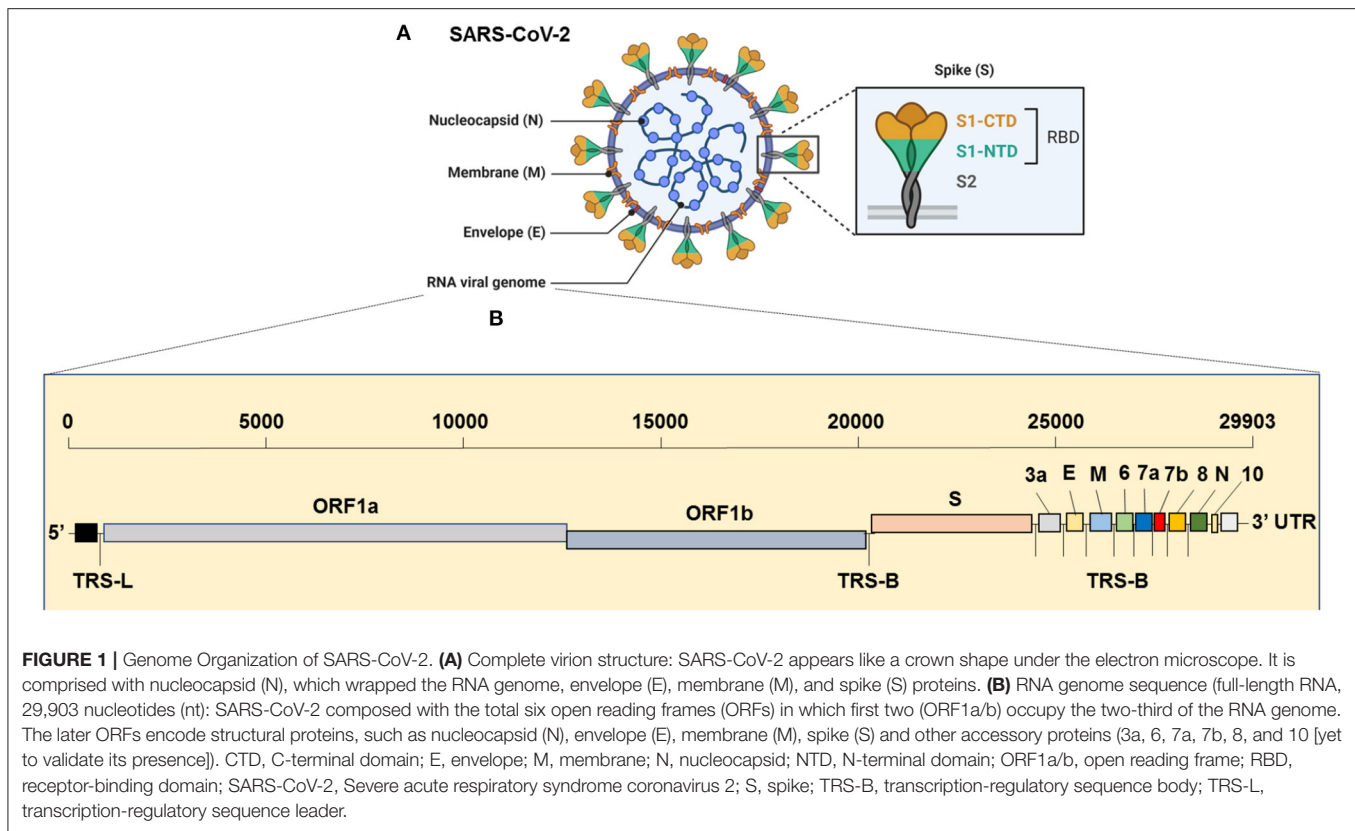 A SARS-CoV-2
Spike (S)
Nucleocapsid (N)
S1-CTD
RBD
S1-NTD
Membrane (M)
S2
Envelope (E)
RNA viral genome
B
0 5000 10000 15000 20000 25000 29903
3a E M 6 7a 7b 8 N 10
ORF1a ORF1b S
5’ 3’ UTR
TRS-L TRS-B TRS-B
FIGURE 1 | Genome Organization of SARS-CoV-2. (A) Complete virion structure: SARS-CoV-2 appears like a crown shape under the electron microscope. It is
comprised with nucleocapsid (N), which wrapped the RNA genome, envelope (E), membrane (M), and spike (S) proteins. (B) RNA genome sequence (full-length RNA,
29,903 nucleotides (nt): SARS-CoV-2 composed with the total six open reading frames (ORFs) in which first two (ORF1a/b) occupy the two-third of the RNA genome.
The later ORFs encode structural proteins, such as nucleocapsid (N), envelope (E), membrane (M), spike (S) and other accessory proteins (3a, 6, 7a, 7b, 8, and 10 [yet
to validate its presence]). CTD, C-terminal domain; E, envelope; M, membrane; N, nucleocapsid; NTD, N-terminal domain; ORF1a/b, open reading frame; RBD,
receptor-binding domain; SARS-CoV-2, Severe acute respiratory syndrome coronavirus 2; S, spike; TRS-B, transcription-regulatory sequence body; TRS-L,
transcription-regulatory sequence leader.